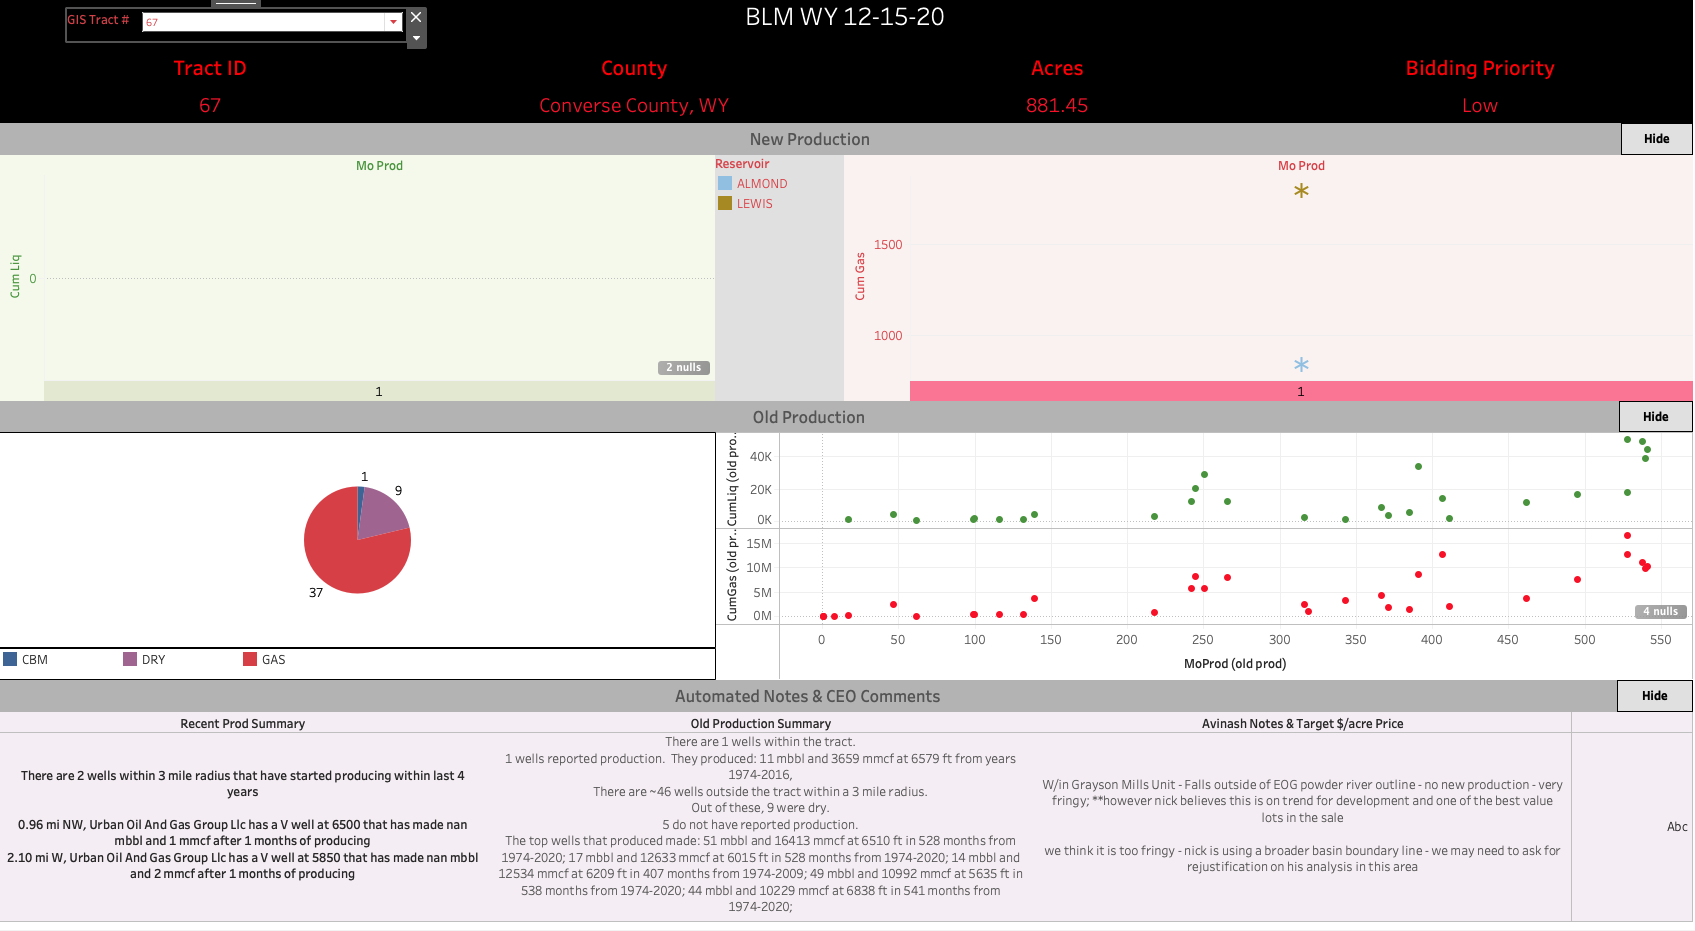 GIS Tract #
67
BLM WY 12-15-20
Tract ID
County
Acres
Bidding Priority
67
Converse County, WY
881.45
Low
New Production
Hide
Mo Prod
Cum Liq
0
2 nulls
1
Reservoir
ALMOND
LEWIS
Mo Prod
Cum Gas
1500
1000
1
Old Production
Hide
1
9
37
CBM
DRY
GAS
CumLiq (old pro..
40K
20K
0K
CumGas (old pr..
15M
10M
5M
0M
4 nulls
0
50
100
150
200
250
300
350
400
450
500
550
MoProd (old prod)
Automated Notes & CEO Comments
Hide
Recent Prod Summary
There are 2 wells within 3 mile radius that have started producing within last 4
years
0.96 mi NW, Urban Oil And Gas Group Llc has a V well at 6500 that has made nan
mbbl and 1 mmcf after 1 months of producing
2.10 mi W, Urban Oil And Gas Group Llc has a V well at 5850 that has made nan mbbl
and 2 mmcf after 1 months of producing
Old Production Summary
There are 1 wells within the tract.
1 wells reported production.  They produced: 11 mbbl and 3659 mmcf at 6579 ft from years
1974-2016,
There are ~46 wells outside the tract within a 3 mile radius.
Out of these, 9 were dry.
5 do not have reported production.
The top wells that produced made: 51 mbbl and 16413 mmcf at 6510 ft in 528 months from
1974-2020; 17 mbbl and 12633 mmcf at 6015 ft in 528 months from 1974-2020; 14 mbbl and
12534 mmcf at 6209 ft in 407 months from 1974-2009; 49 mbbl and 10992 mmcf at 5635 ft in
538 months from 1974-2020; 44 mbbl and 10229 mmcf at 6838 ft in 541 months from
1974-2020;
Avinash Notes & Target $/acre Price
W/in Grayson Mills Unit - Falls outside of EOG powder river outline - no new production - very
fringy; **however nick believes this is on trend for development and one of the best value
lots in the sale
we think it is too fringy - nick is using a broader basin boundary line - we may need to ask for
rejustification on his analysis in this area
Abc